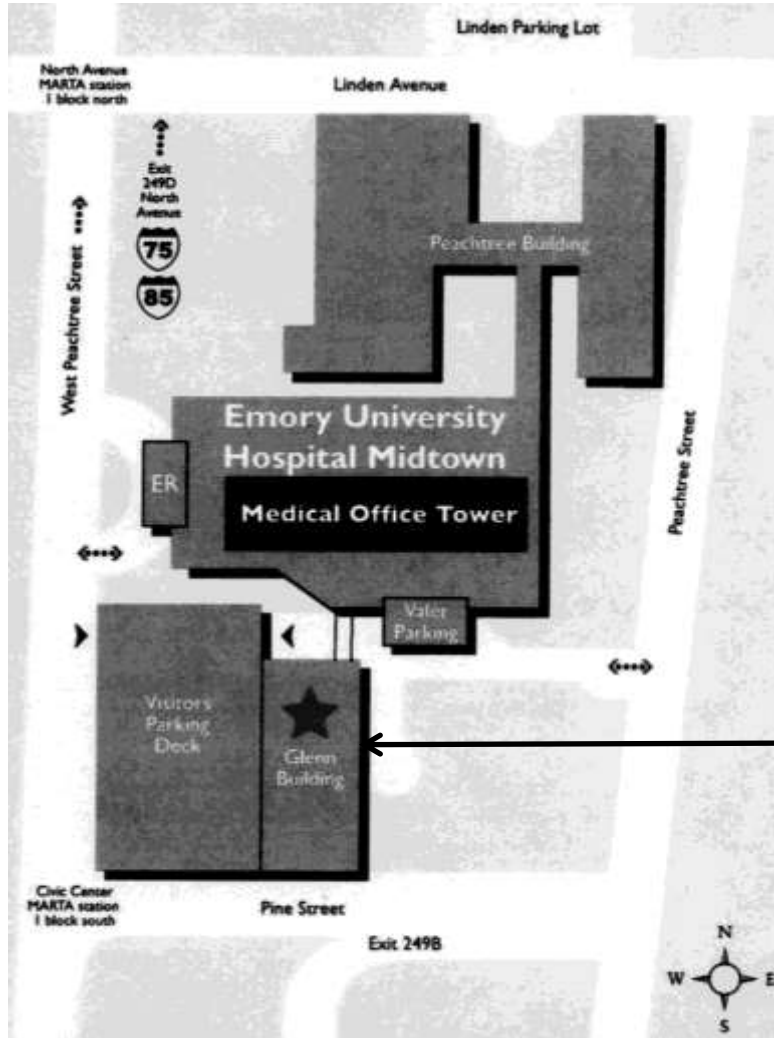 Linden Parking Lot
North Avenue
MARTA station
1 block north
Linden Avenue
Exit
249D
North
Avenue
75
85
West Peachtree Street
Peachtree Building
Emory University
Hospital Midtown
ER
Medical Office Tower
Peachtree Street
Valet
Parking
Visitors
Parking
Deck
Glenn
Building
Civic Center
MARTA station
1 block south
Pine Street
Exit 249B
N
W
E
S